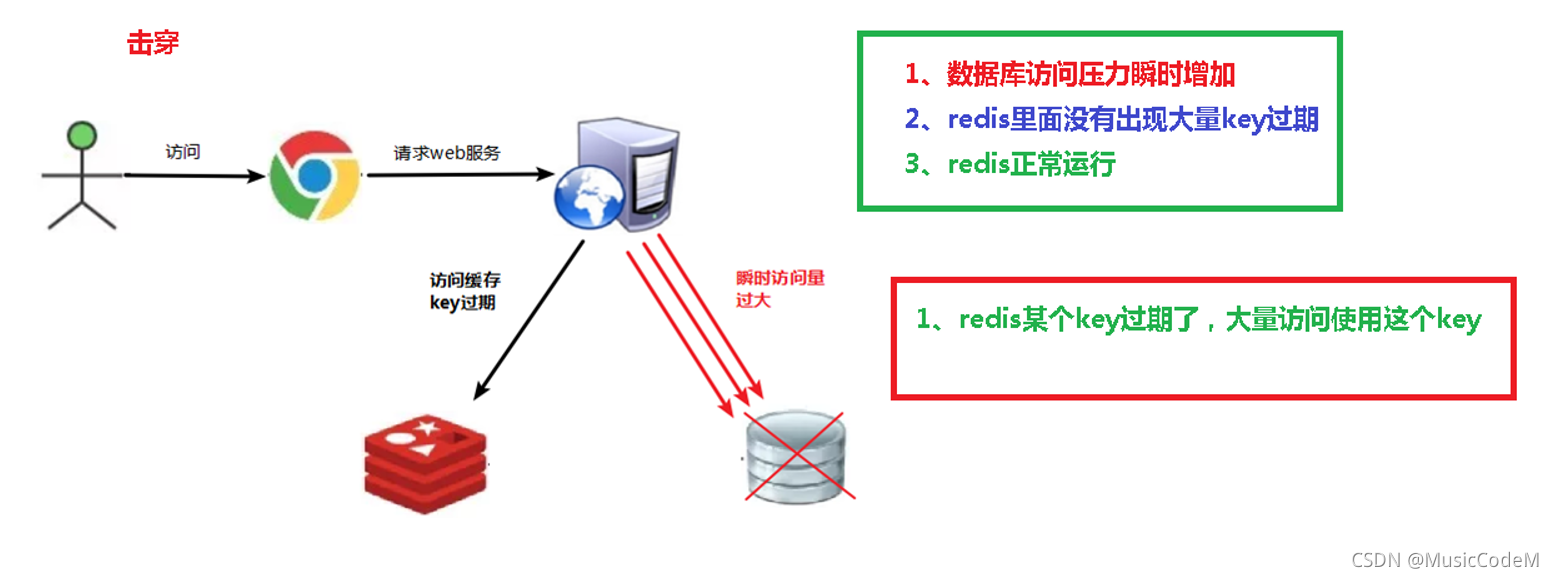 击穿
访问
请求web服务
访问缓存
key过期
瞬时访问量
过大
1、数据库访问压力瞬时增加
2、redis里面没有出现大量key过期
3、redis正常运行
1、redis某个key过期了，大量访问使用这个key
CSDN @MusicCodeM